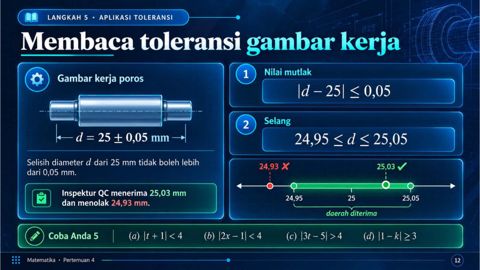 LANGKAH 5 • APLIKASI TOLERANSI
Membaca toleransi gambar kerja
Gambar kerja poros
d = 25 ± 0,05 mm
Selisih diameter d dari 25 mm tidak boleh lebih
dari 0,05 mm.
Inspektur QC menerima 25,03 mm
dan menolak 24,93 mm.
1
Nilai mutlak
|d − 25| ≤ 0,05
2
Selang
24,95 ≤ d ≤ 25,05
24,93 ✗
25,03 ✓
24,95
25
25,05
daerah diterima
Coba Anda 5
(a) |t + 1| < 4
(b) |2x − 1| < 4
(c) |3t − 5| > 4
(d) |1 − k| ≥ 3
Matematika • Pertemuan 4
12